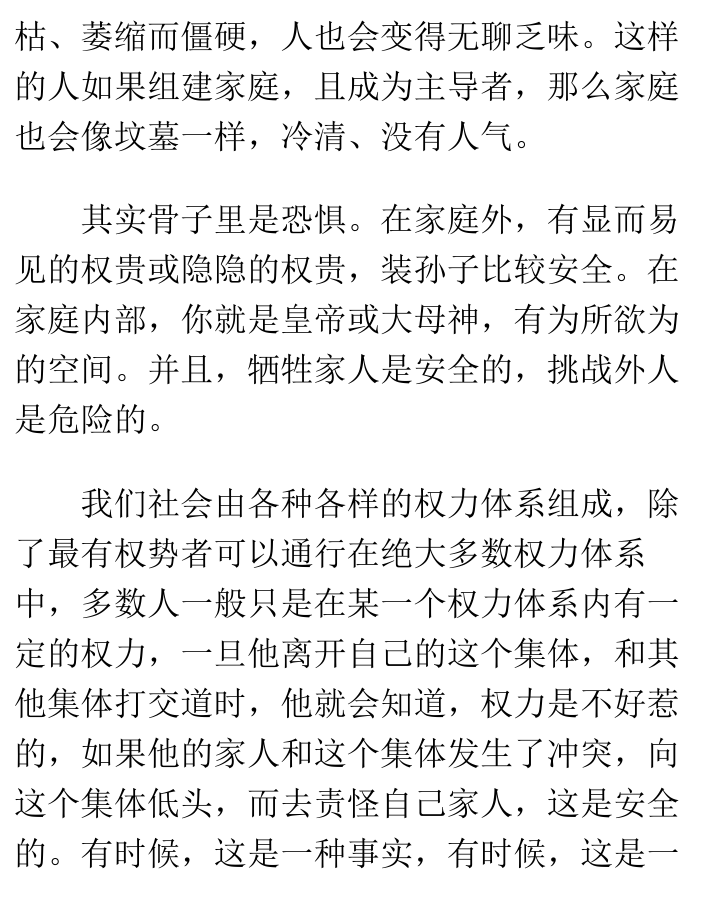 枯、萎缩而僵硬，人也会变得无聊乏味。这样
的人如果组建家庭，且成为主导者，那么家庭
也会像坟墓一样，冷清、没有人气。
其实骨子里是恐惧。在家庭外，有显而易
见的权贵或隐隐的权贵，装孙子比较安全。在
家庭内部，你就是皇帝或大母神，有为所欲为
的空间。并且，牺牲家人是安全的，挑战外人
是危险的。
我们社会由各种各样的权力体系组成，除
了最有权势者可以通行在绝大多数权力体系
中，多数人一般只是在某一个权力体系内有一
定的权力，一旦他离开自己的这个集体，和其
他集体打交道时，他就会知道，权力是不好惹
的，如果他的家人和这个集体发生了冲突，向
这个集体低头，而去责怪自己家人，这是安全
的。有时候，这是一种事实，有时候，这是一